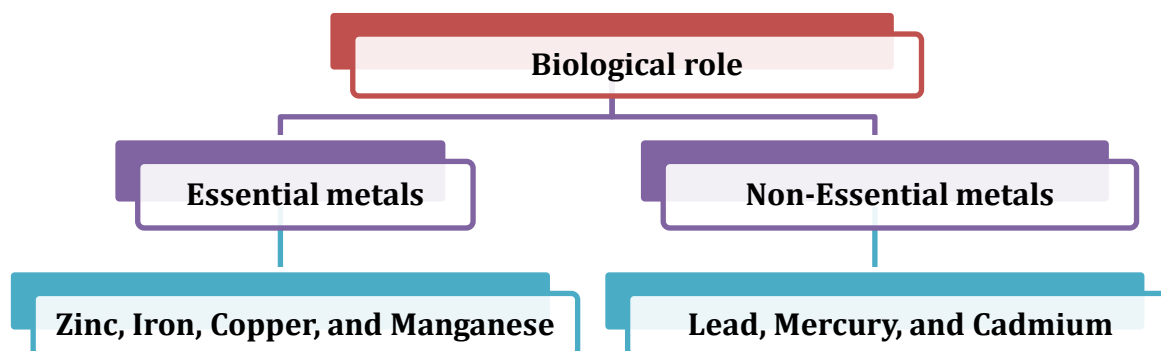 Biological role
Essential metals
Non-Essential metals
Zinc, Iron, Copper, and Manganese
Lead, Mercury, and Cadmium